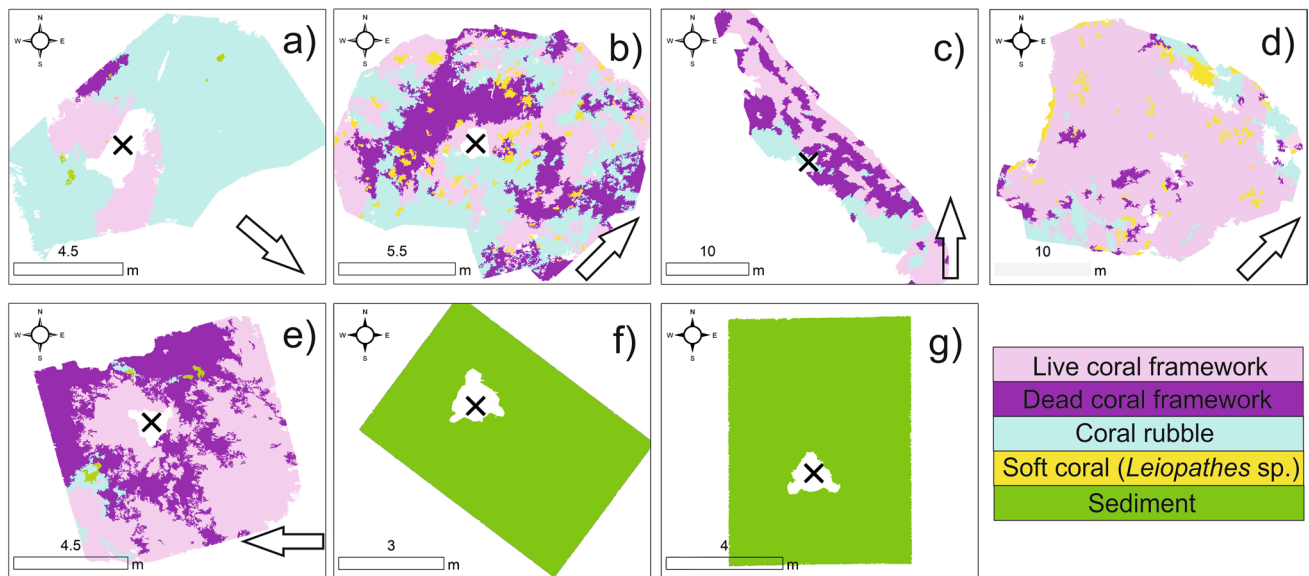 N
W E
S
a)
4.5
m
N
W E
S
b)
5.5
m
N
W E
S
c)
10
m
N
W E
S
d)
10
m
N
W E
S
e)
4.5
m
N
W E
S
f)
3
m
N
W E
S
g)
4
m
Live coral framework
Dead coral framework
Coral rubble
Soft coral (Leiopathes sp.)
Sediment